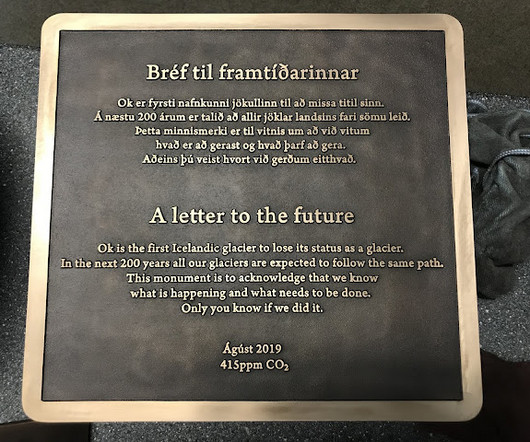 Bréf til framtíðarinnar
Ok er fyrsti nafnkunni jökullinn til að missa titil sinn.
Á næstu 200 árum er talið að allir jöklar landsins fari sömu leið.
Þetta minnismerki er til vitnis um að við vitum
hvað er að gerast og hvað þarf að gera.
Aðeins þú veist hvort við gerðum eitthvað.
A letter to the future
Ok is the first Icelandic glacier to lose its status as a glacier.
In the next 200 years all our glaciers are expected to follow the same path.
This monument is to acknowledge that we know
what is happening and what needs to be done.
Only you know if we did it.
Ágúst 2019
415ppm CO₂